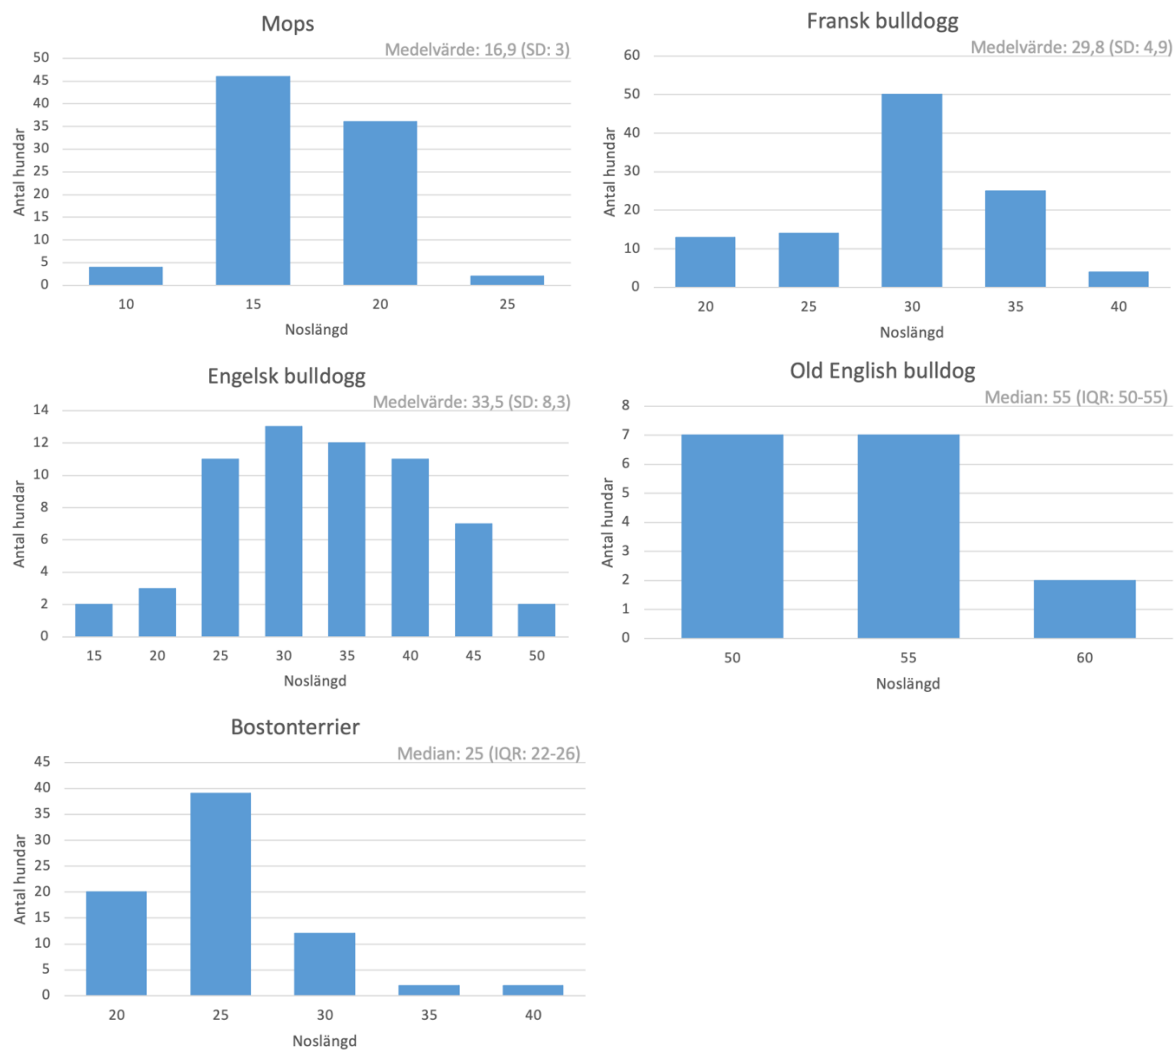 Mops
Medelvärde: 16,9 (SD: 3)
50
45
40
35
30
25
20
15
10
5
0
Antal hundar
10 15 20 25
Noslängd
Fransk bulldogg
Medelvärde: 29,8 (SD: 4,9)
60
50
40
30
20
10
0
Antal hundar
20 25 30 35 40
Noslängd
Engelsk bulldogg
Medelvärde: 33,5 (SD: 8,3)
14
12
10
8
6
4
2
0
Antal hundar
15 20 25 30 35 40 45 50
Noslängd
Old English bulldog
Median: 55 (IQR: 50-55)
8
7
6
5
4
3
2
1
0
Antal hundar
50 55 60
Noslängd
Bostonterrier
Median: 25 (IQR: 22-26)
45
40
35
30
25
20
15
10
5
0
Antal hundar
20 25 30 35 40
Noslängd